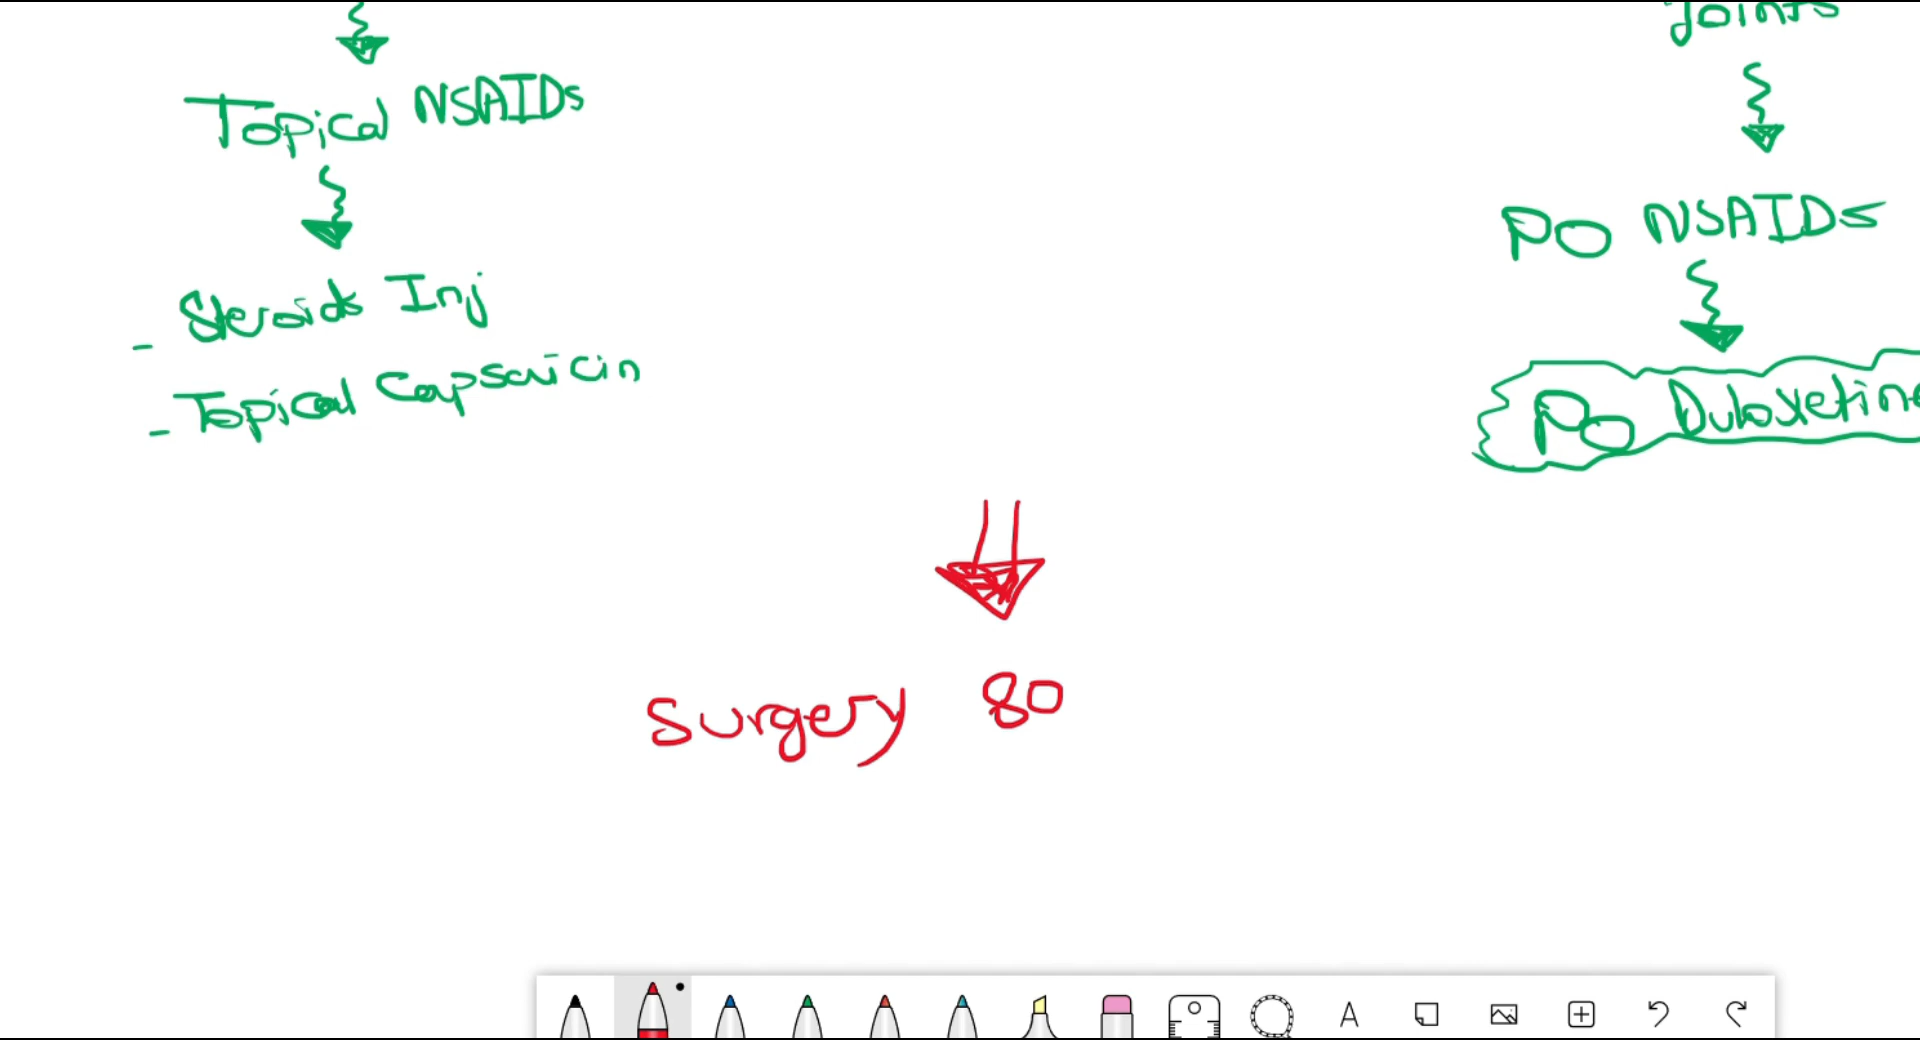 Topical NSAIDs
- Steroids Inj
- Topical Capsaicin
Joints
PO NSAIDs
PO Duloxetine
Surgery 80
A